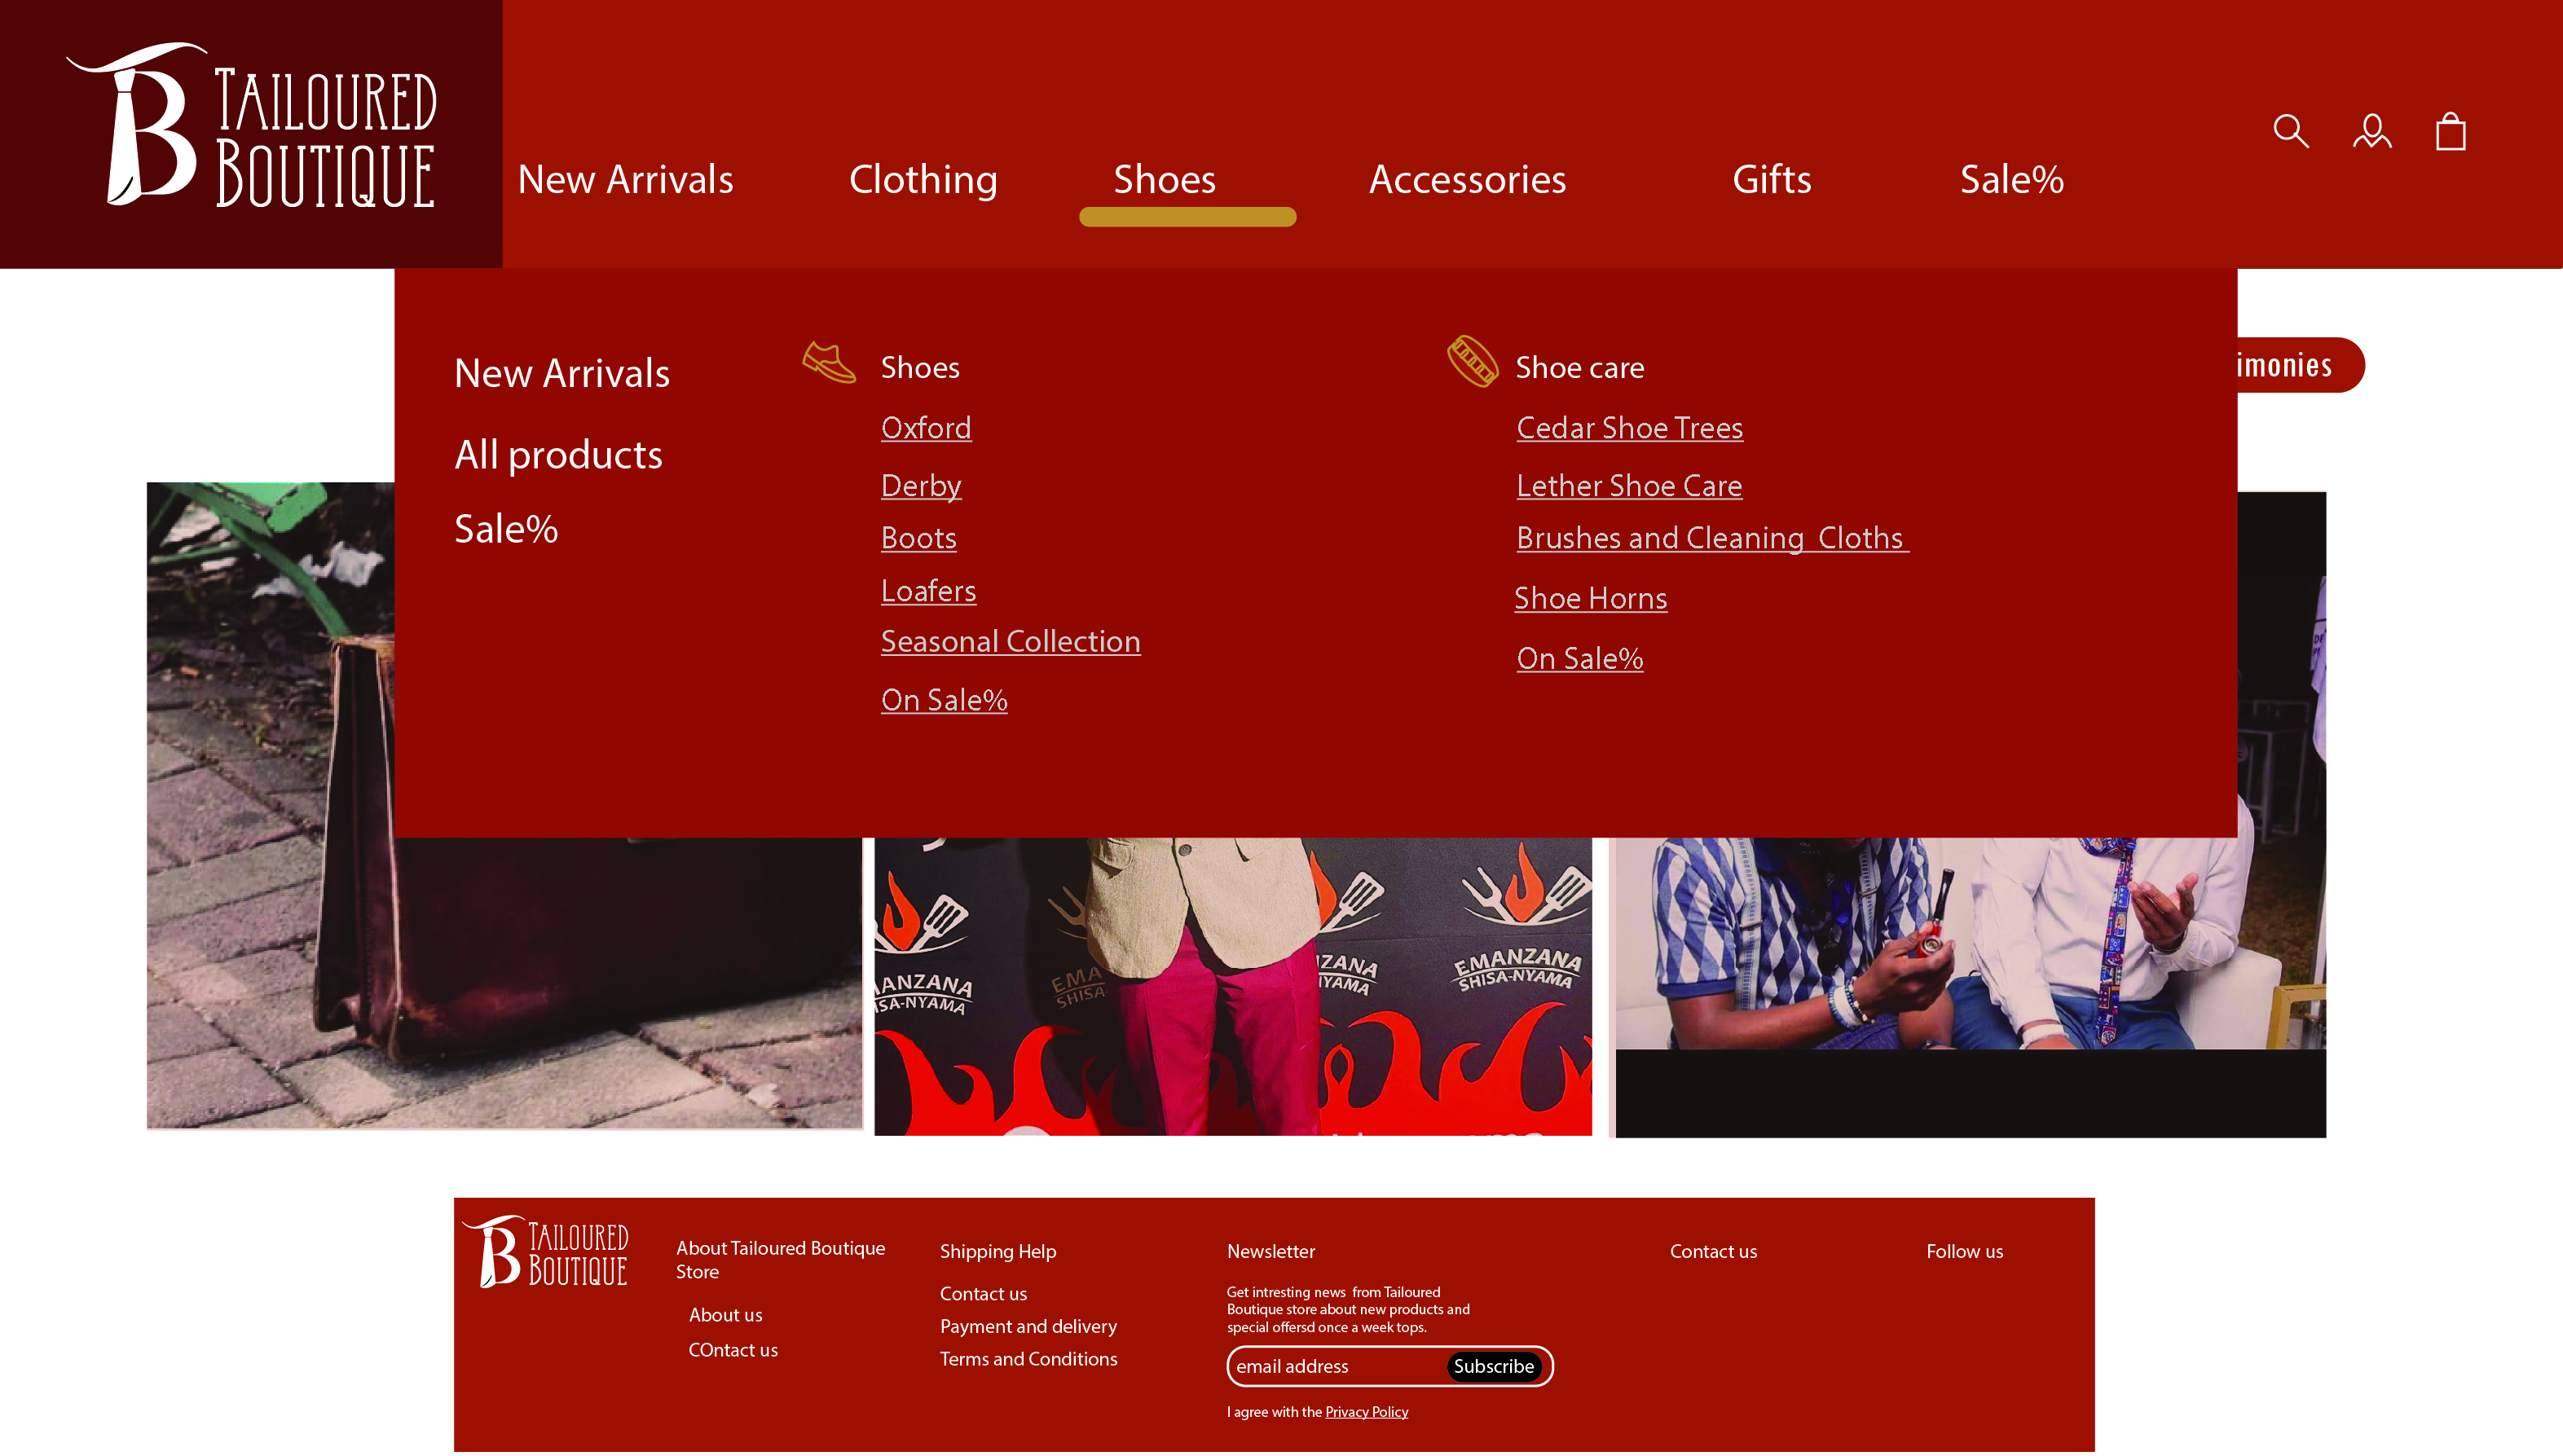 TAILOURED
BOUTIQUE
New Arrivals
Clothing
Shoes
Accessories
Gifts
Sale%
imonies
New Arrivals
All products
Sale%
Shoes
Oxford
Derby
Boots
Loafers
Seasonal Collection
On Sale%
Shoe care
Cedar Shoe Trees
Lether Shoe Care
Brushes and Cleaning Cloths
Shoe Horns
On Sale%
ANZANA
SA-NYAMA
EMA
SHISA-
ZANA
NYAMA
EMANZANA
SHISA-NYAMA
TAILOURED
BOUTIQUE
About Tailoured Boutique
Store
About us
COntact us
Shipping Help
Contact us
Payment and delivery
Terms and Conditions
Newsletter
Get intresting news from Tailoured
Boutique store about new products and
special offersd once a week tops.
email address
Subscribe
I agree with the Privacy Policy
Contact us
Follow us